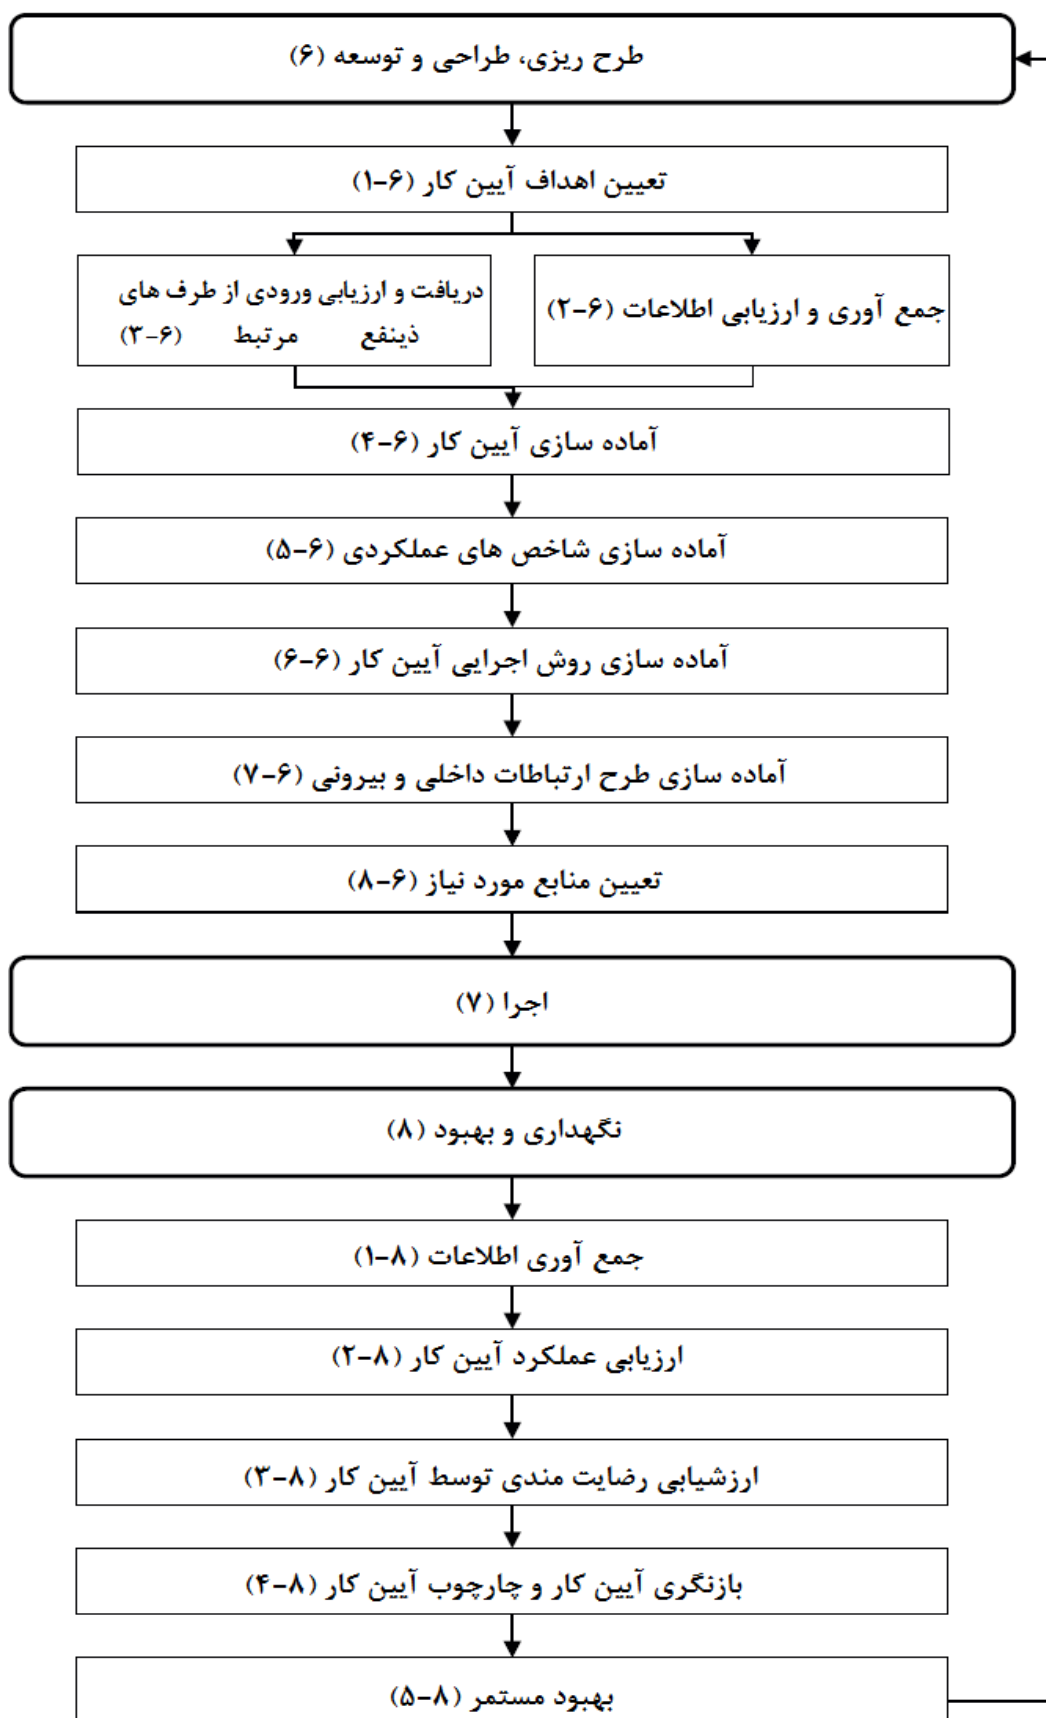 طرح ریزی، طراحی و توسعه (۶)
تعیین اهداف آیین کار (۶-۱)
جمع آوری و ارزیابی اطلاعات (۶-۲)
دریافت و ارزیابی ورودی از طرف های
ذینفع مرتبط (۶-۳)
آماده سازی آیین کار (۶-۴)
آماده سازی شاخص های عملکردی (۶-۵)
آماده سازی روش اجرایی آیین کار (۶-۶)
آماده سازی طرح ارتباطات داخلی و بیرونی (۶-۷)
تعیین منابع مورد نیاز (۶-۸)
اجرا (۷)
نگهداری و بهبود (۸)
جمع آوری اطلاعات (۸-۱)
ارزیابی عملکرد آیین کار (۸-۲)
ارزشیابی رضایت مندی توسط آیین کار (۸-۳)
بازنگری آیین کار و چارچوب آیین کار (۸-۴)
بهبود مستمر (۸-۵)